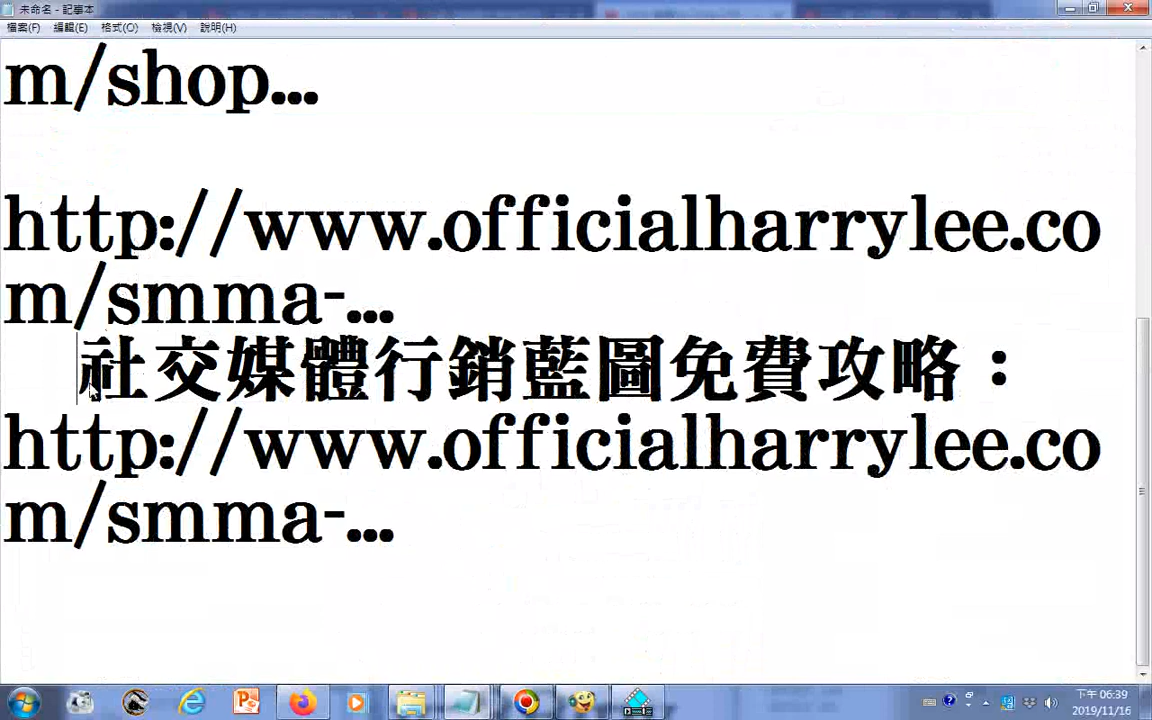 未命名 - 記事本
檔案(F) 編輯(E) 格式(O) 檢視(V) 說明(H)
m/shop...
http://www.officialharrylee.co
m/smma-...
社交媒體行銷藍圖免費攻略：
http://www.officialharrylee.co
m/smma-...
下午 06:39
2019/11/16